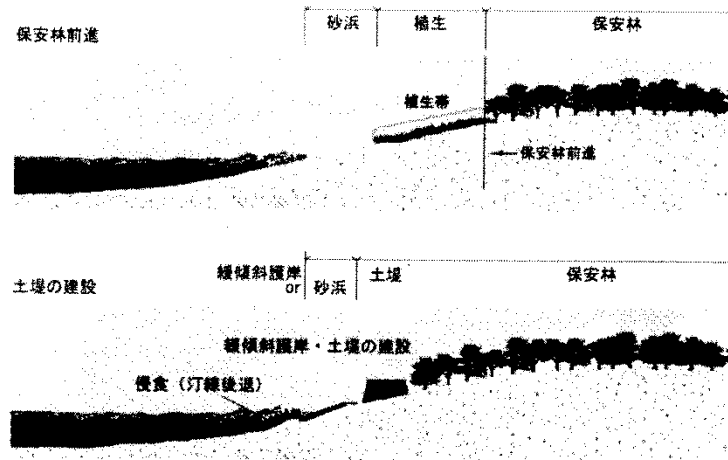 砂浜 植生 保安林
保安林前進
植生帯
保安林前進
緩傾斜護岸 土堤 保安林
土堤の建設 or 砂浜
緩傾斜護岸・土堤の建設
侵食（汀線後退）